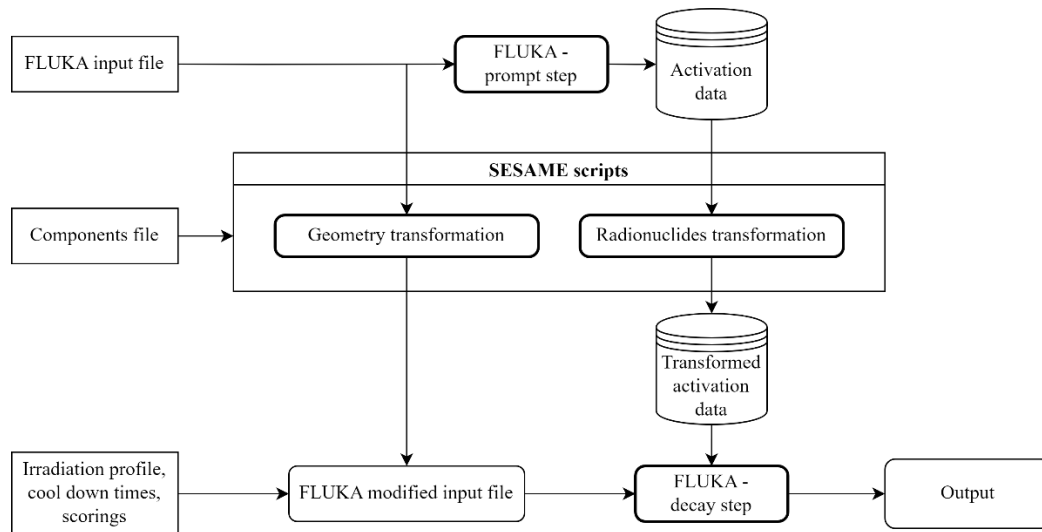 FLUKA input file
FLUKA -
prompt step
Activation
data
SESAME scripts
Components file
Geometry transformation
Radionuclides transformation
Transformed
activation
data
Irradiation profile,
cool down times,
scorings
FLUKA modified input file
FLUKA -
decay step
Output